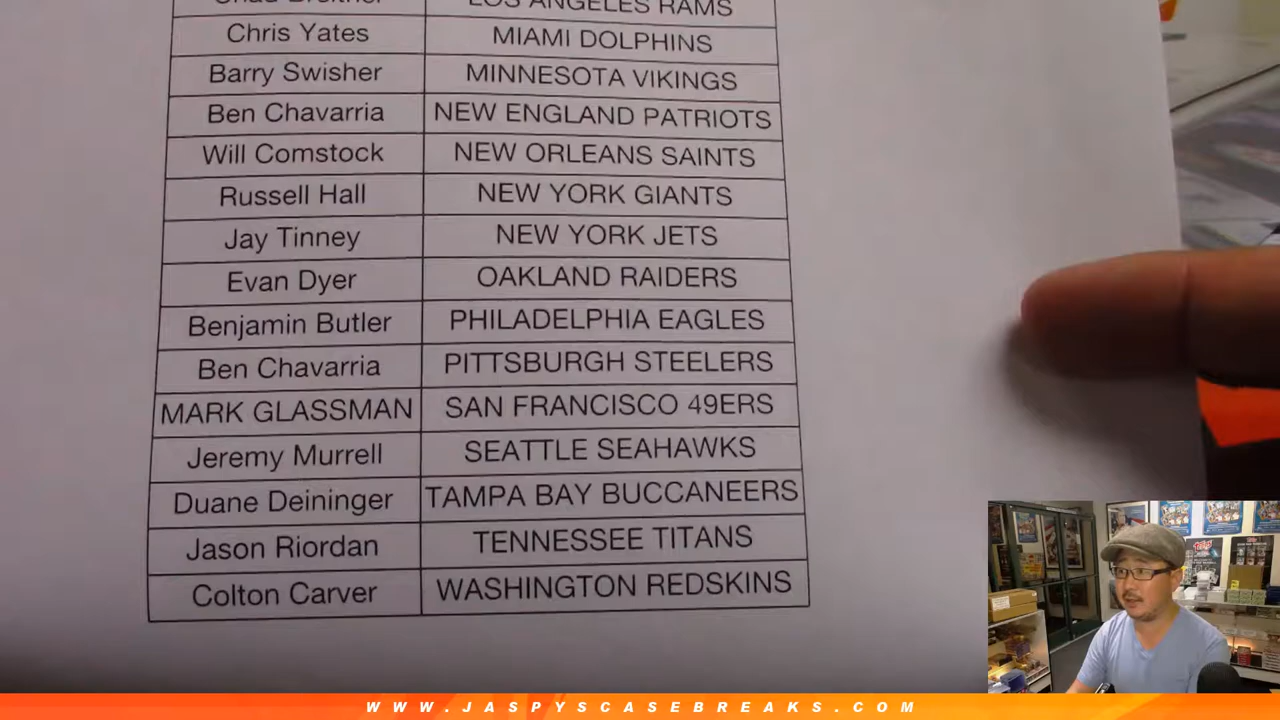 LOS ANGELES RAMS
Chris Yates MIAMI DOLPHINS
Barry Swisher MINNESOTA VIKINGS
Ben Chavarria NEW ENGLAND PATRIOTS
Will Comstock NEW ORLEANS SAINTS
Russell Hall NEW YORK GIANTS
Jay Tinney NEW YORK JETS
Evan Dyer OAKLAND RAIDERS
Benjamin Butler PHILADELPHIA EAGLES
Ben Chavarria PITTSBURGH STEELERS
MARK GLASSMAN SAN FRANCISCO 49ERS
Jeremy Murrell SEATTLE SEAHAWKS
Duane Deininger TAMPA BAY BUCCANEERS
Jason Riordan TENNESSEE TITANS
Colton Carver WASHINGTON REDSKINS
WWW.JASPYSCASEBREAKS.COM